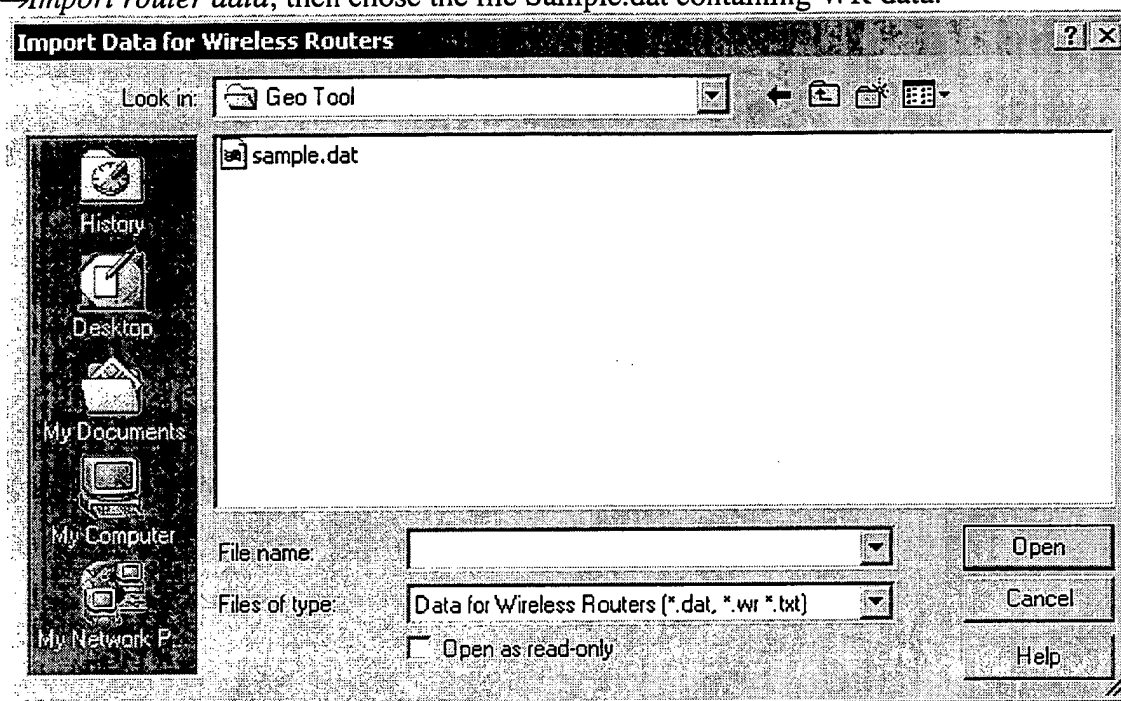 →Import router data, then chose the file Sample.dat containing WR data.
Import Data for Wireless Routers
Look in: Geo Tool
sample.dat
History
Desktop
My Documents
My Computer
My Network P...
File name:
Open
Files of type: Data for Wireless Routers (*.dat, *.wr *.txt)
Cancel
Open as read-only
Help